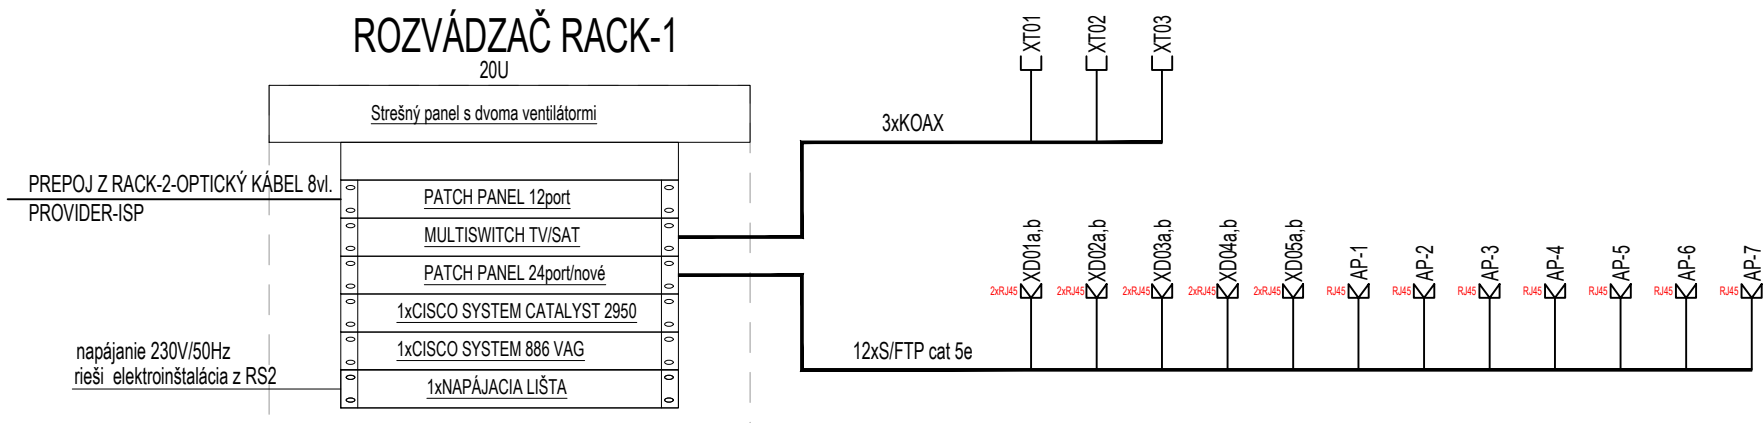 ROZVÁDZAČ RACK-1
20U
Strešný panel s dvoma ventilátormi
PREPOJ Z RACK-2-OPTICKÝ KÁBEL 8vl.
PROVIDER-ISP
PATCH PANEL 12port
MULTISWITCH TV/SAT
PATCH PANEL 24port/nové
1xCISCO SYSTEM CATALYST 2950
1xCISCO SYSTEM 886 VAG
1xNAPÁJACIA LIŠTA
napájanie 230V/50Hz
rieši elektroinštalácia z RS2
3xKOAX
XT01
XT02
XT03
12xS/FTP cat 5e
2xRJ45
XD01a,b
2xRJ45
XD02a,b
2xRJ45
XD03a,b
2xRJ45
XD04a,b
2xRJ45
XD05a,b
RJ45
AP-1
RJ45
AP-2
RJ45
AP-3
RJ45
AP-4
RJ45
AP-5
RJ45
AP-6
RJ45
AP-7